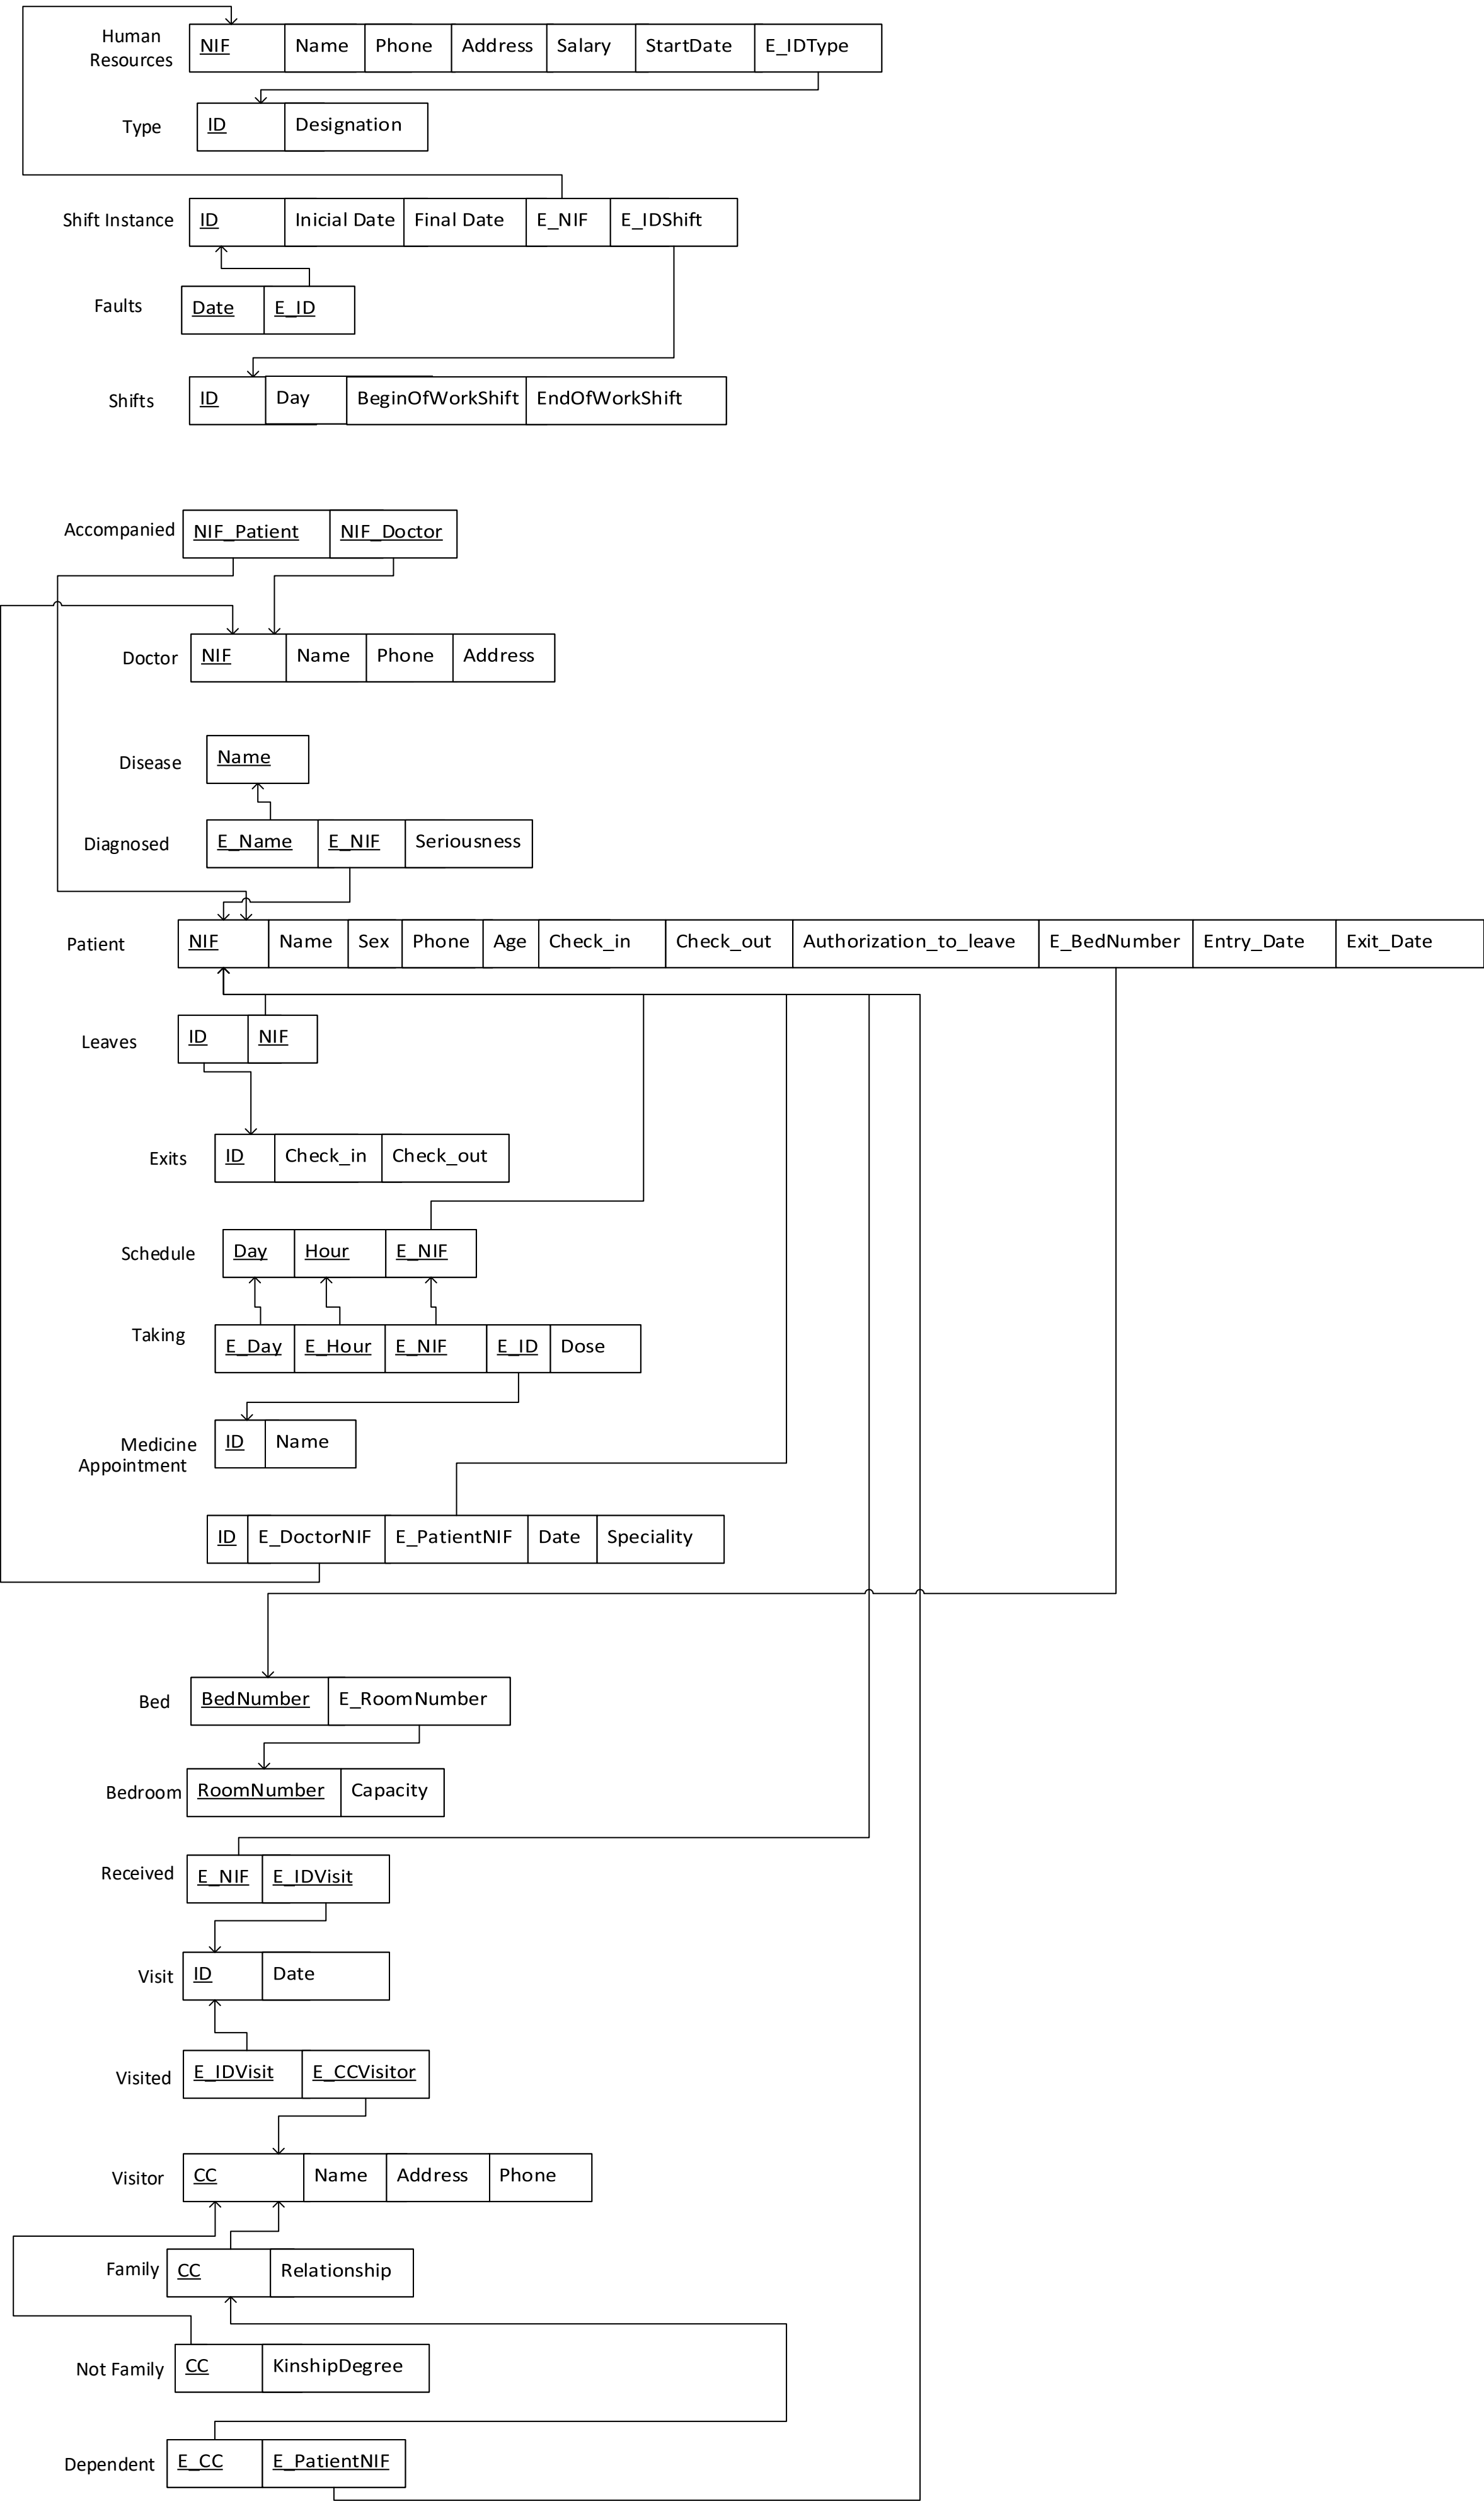 Human
Resources
NIF Name Phone Address Salary StartDate E_IDType
Type ID Designation
Shift Instance ID Inicial Date Final Date E_NIF E_IDShift
Faults Date E_ID
Shifts ID Day BeginOfWorkShift EndOfWorkShift
Accompanied NIF_Patient NIF_Doctor
Doctor NIF Name Phone Address
Disease Name
Diagnosed E_Name E_NIF Seriousness
Patient NIF Name Sex Phone Age Check_in Check_out Authorization_to_leave E_BedNumber Entry_Date Exit_Date
Leaves ID NIF
Exits ID Check_in Check_out
Schedule Day Hour E_NIF
Taking E_Day E_Hour E_NIF E_ID Dose
Medicine ID Name
Appointment
ID E_DoctorNIF E_PatientNIF Date Speciality
Bed BedNumber E_RoomNumber
Bedroom RoomNumber Capacity
Received E_NIF E_IDVisit
Visit ID Date
Visited E_IDVisit E_CCVisitor
Visitor CC Name Address Phone
Family CC Relationship
Not Family CC KinshipDegree
Dependent E_CC E_PatientNIF